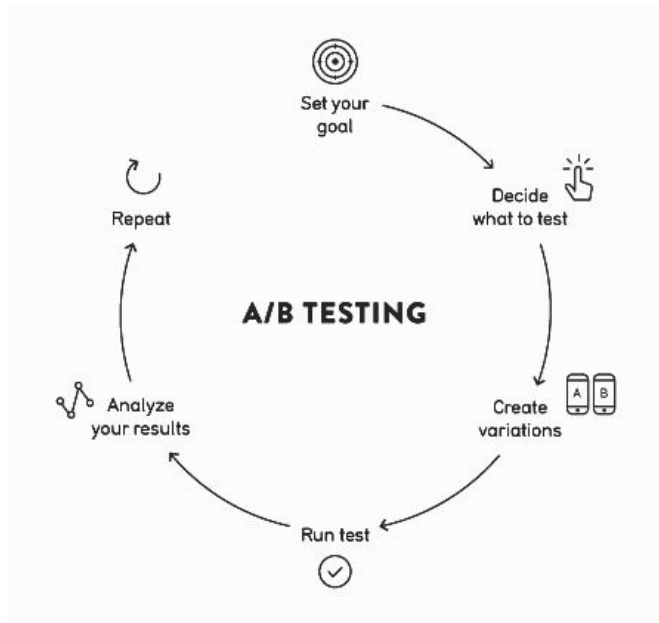 Set your
goal
Decide
what to test
A/B TESTING
A
B
Create
variations
Run test
Analyze
your results
Repeat